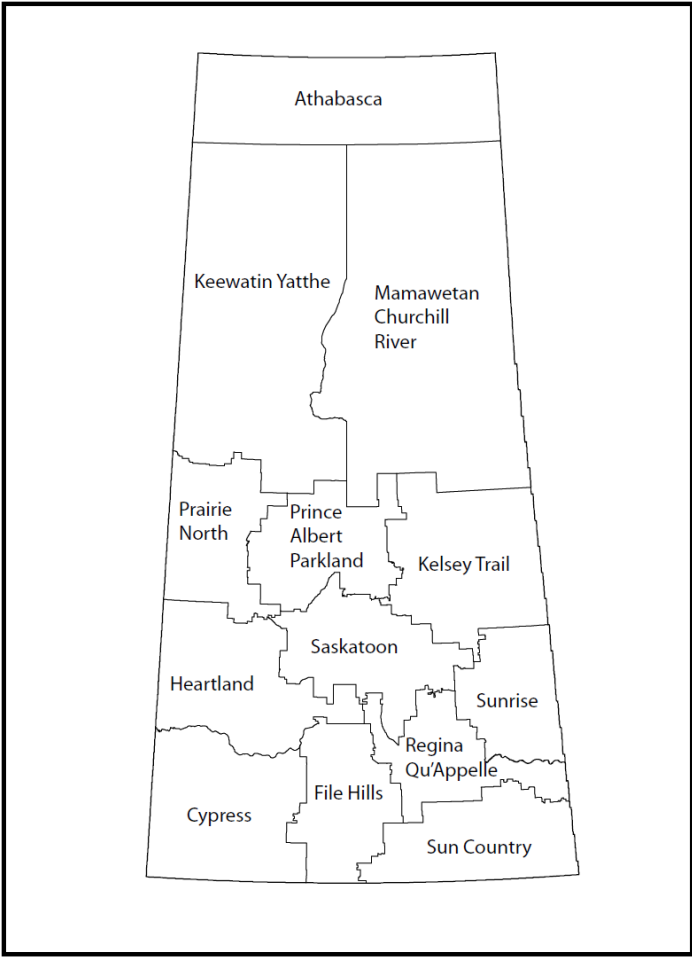 Athabasca
Keewatin Yatthe
Mamawetan
Churchill
River
Prairie
North
Prince
Albert
Parkland
Kelsey Trail
Saskatoon
Heartland
Sunrise
Regina
Qu'Appelle
File Hills
Cypress
Sun Country